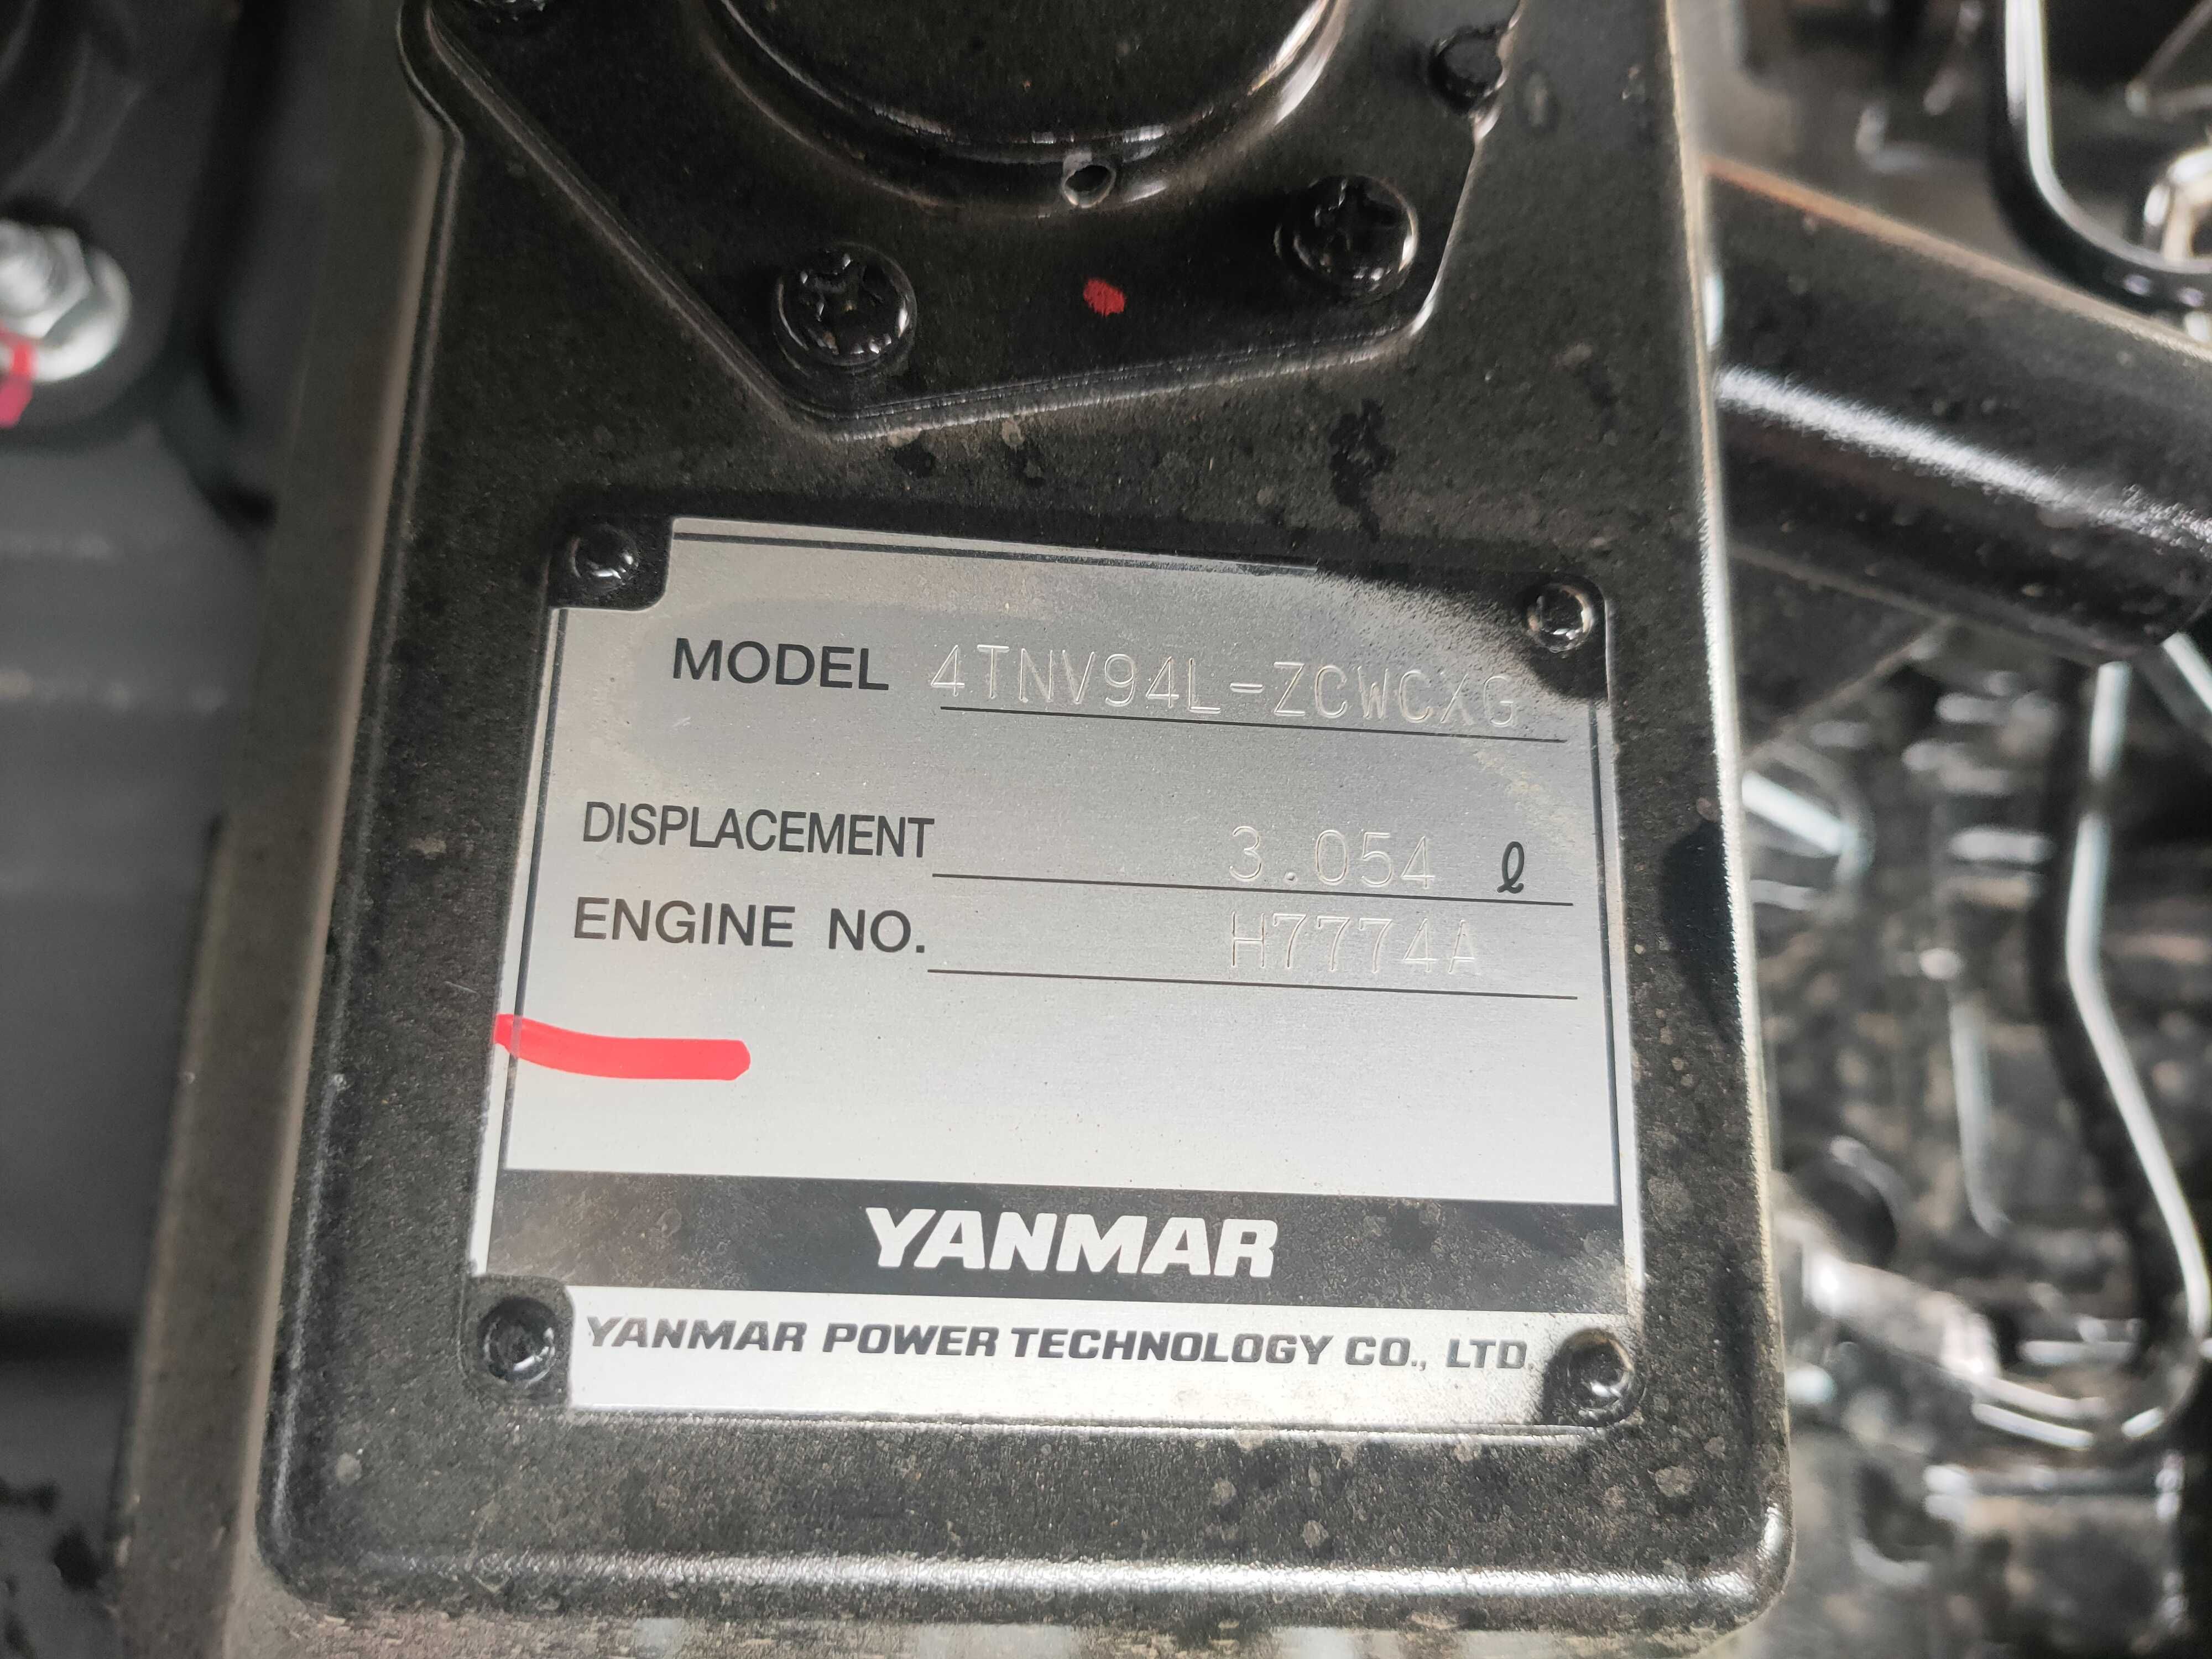 MODEL 4TNV94L-ZCWCXG
DISPLACEMENT 3.054 ℓ
ENGINE NO. H7774A
YANMAR
YANMAR POWER TECHNOLOGY CO., LTD.